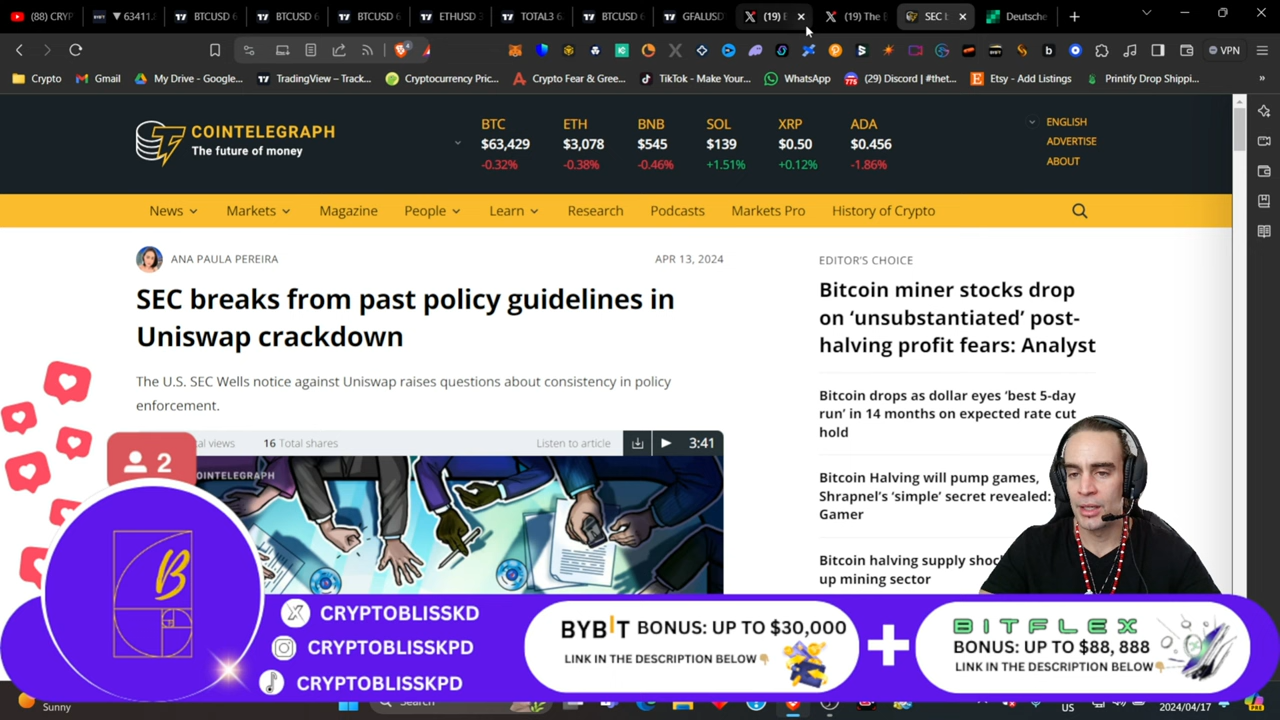 (88) CRYP
63411
BTCUSD 6
BTCUSD 6
BTCUSD 6
ETHUSD 3
TOTAL3 6
BTCUSD 6
GFALUSD
(19) E
(19) The
SEC b
Deutsche
VPN
Crypto
Gmail
My Drive - Google...
TradingView – Track...
Cryptocurrency Pric...
Crypto Fear & Gree...
TikTok - Make Your...
WhatsApp
(29) Discord | #thet...
Etsy - Add Listings
Printify Drop Shippi...
COINTELEGRAPH
The future of money
BTC ETH BNB SOL XRP ADA
$63,429 $3,078 $545 $139 $0.50 $0.456
-0.32% -0.38% -0.46% +1.51% +0.12% -1.86%
ENGLISH
ADVERTISE
ABOUT
News Markets Magazine People Learn Research Podcasts Markets Pro History of Crypto
ANA PAULA PEREIRA APR 13, 2024
SEC breaks from past policy guidelines in
Uniswap crackdown
The U.S. SEC Wells notice against Uniswap raises questions about consistency in policy
enforcement.
views 16 Total shares Listen to article 3:41
COINTELEGRAPH
EDITOR'S CHOICE
Bitcoin miner stocks drop
on 'unsubstantiated' post-
halving profit fears: Analyst
Bitcoin drops as dollar eyes 'best 5-day
run' in 14 months on expected rate cut
hold
Bitcoin Halving will pump games,
Shrapnel's 'simple' secret revealed:
Gamer
Bitcoin halving supply
up mining sector
2
B
CRYPTOBLISSKD
CRYPTOBLISSKPD
CRYPTOBLISSKPD
BYBIT BONUS: UP TO $30,000
LINK IN THE DESCRIPTION BELOW
+
BITFLEX
BONUS: UP TO $88, 888
LINK IN THE DESCRIPTION BELOW
Sunny
Search
US
2024/04/17